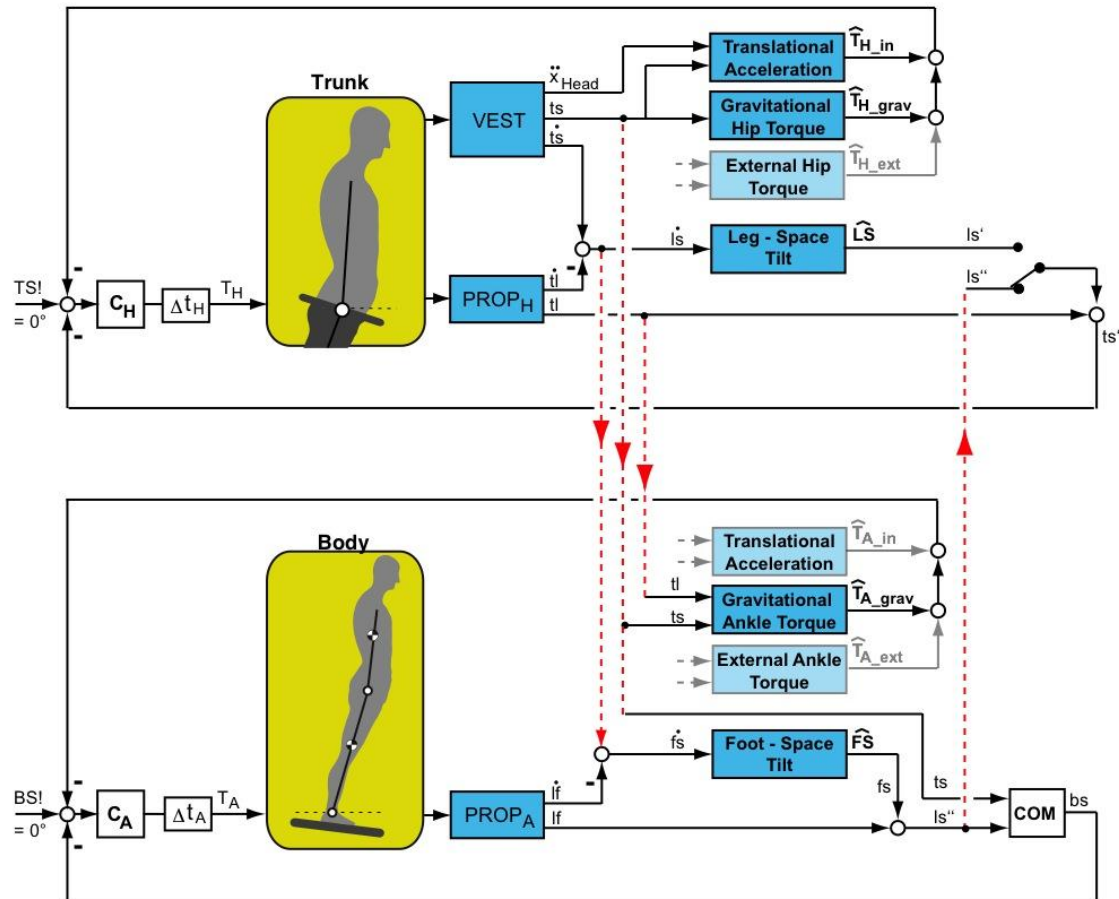 Trunk
VEST
ẍHead
ts
ṫs
Translational
Acceleration
T̂H_in
Gravitational
Hip Torque
T̂H_grav
External Hip
Torque
T̂H_ext
l̇s
Leg - Space
Tilt
L̂S
ls‘
ls“
TS!
= 0°
-
-
CH
ΔtH
TH
-
PROPH
ṫl
tl
ts‘
Body
Translational
Acceleration
T̂A_in
tl
Gravitational
Ankle Torque
T̂A_grav
ts
External Ankle
Torque
T̂A_ext
ḟs
Foot - Space
Tilt
F̂S
fs
ts
BS!
= 0°
-
-
CA
ΔtA
TA
-
PROPA
l̇f
lf
ls“
COM
bs